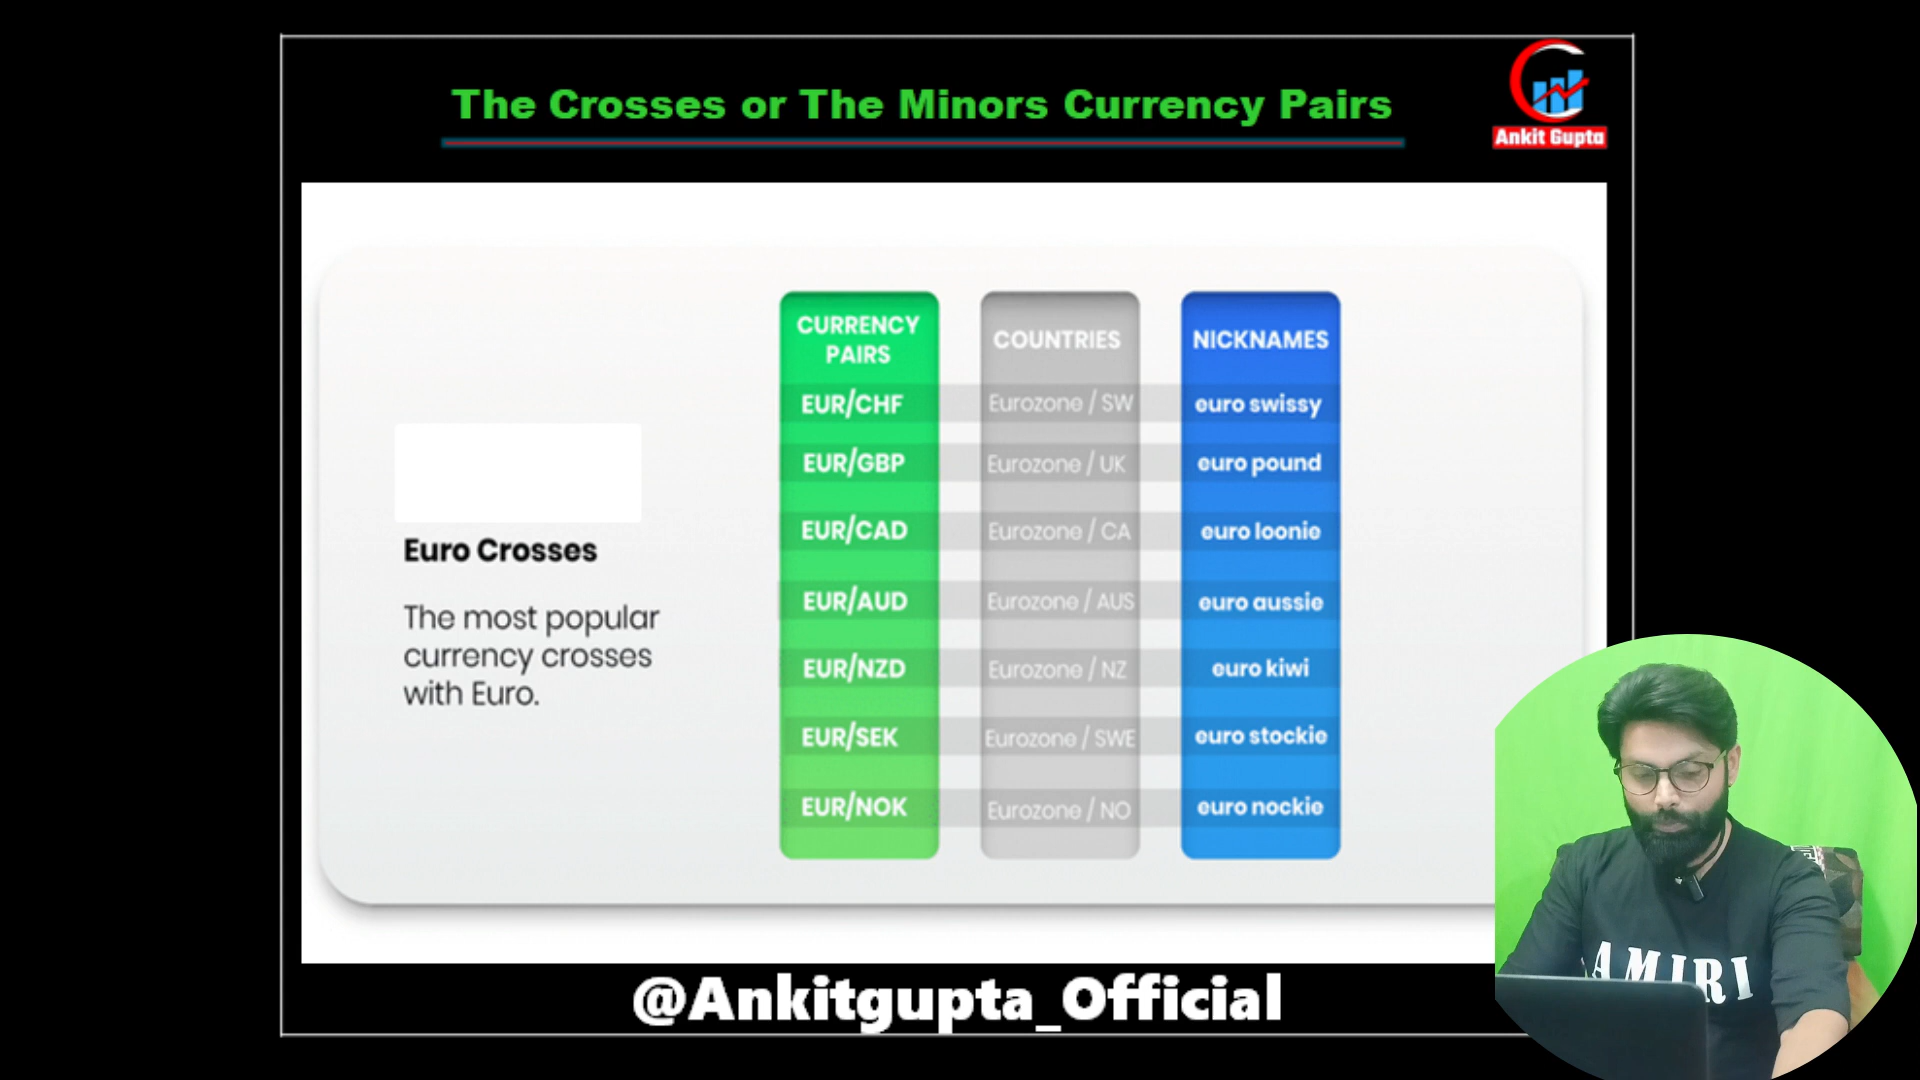 The Crosses or The Minors Currency Pairs
Ankit Gupta
Euro Crosses
The most popular
currency crosses
with Euro.
CURRENCY
PAIRS
COUNTRIES
NICKNAMES
EUR/CHF Eurozone / SW euro swissy
EUR/GBP Eurozone / UK euro pound
EUR/CAD Eurozone / CA euro loonie
EUR/AUD Eurozone / AUS euro aussie
EUR/NZD Eurozone / NZ euro kiwi
EUR/SEK Eurozone / SWE euro stockie
EUR/NOK Eurozone / NO euro nockie
AMIRI
@Ankitgupta_Official